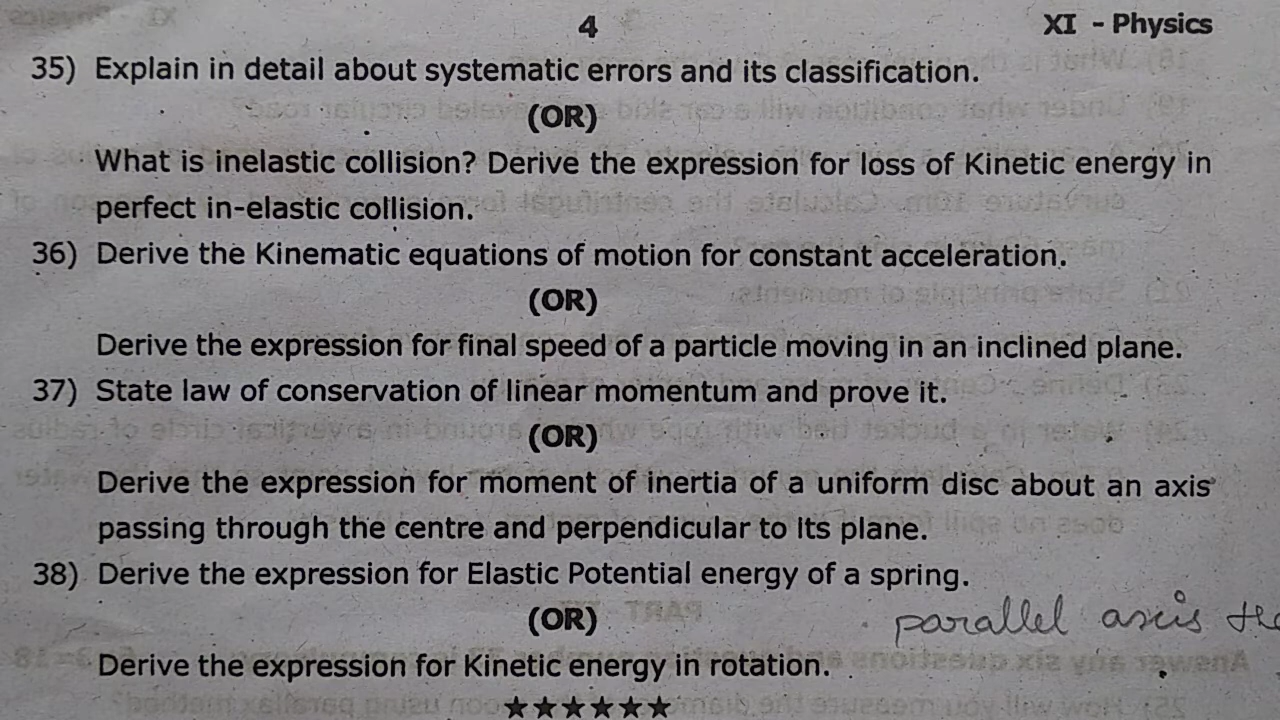 4
XI - Physics
35) Explain in detail about systematic errors and its classification.
(OR)
What is inelastic collision? Derive the expression for loss of Kinetic energy in
perfect in-elastic collision.
36) Derive the Kinematic equations of motion for constant acceleration.
(OR)
Derive the expression for final speed of a particle moving in an inclined plane.
37) State law of conservation of linear momentum and prove it.
(OR)
Derive the expression for moment of inertia of a uniform disc about an axis
passing through the centre and perpendicular to its plane.
38) Derive the expression for Elastic Potential energy of a spring.
(OR)
parallel axis the
Derive the expression for Kinetic energy in rotation.
★★★★★★